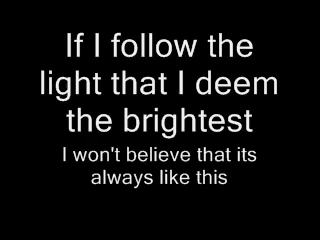 If I follow the
light that I deem
the brightest
I won't believe that its
always like this